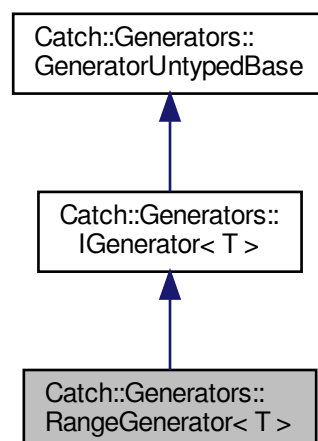 Catch::Generators::
GeneratorUntypedBase
Catch::Generators::
IGenerator< T >
Catch::Generators::
RangeGenerator< T >